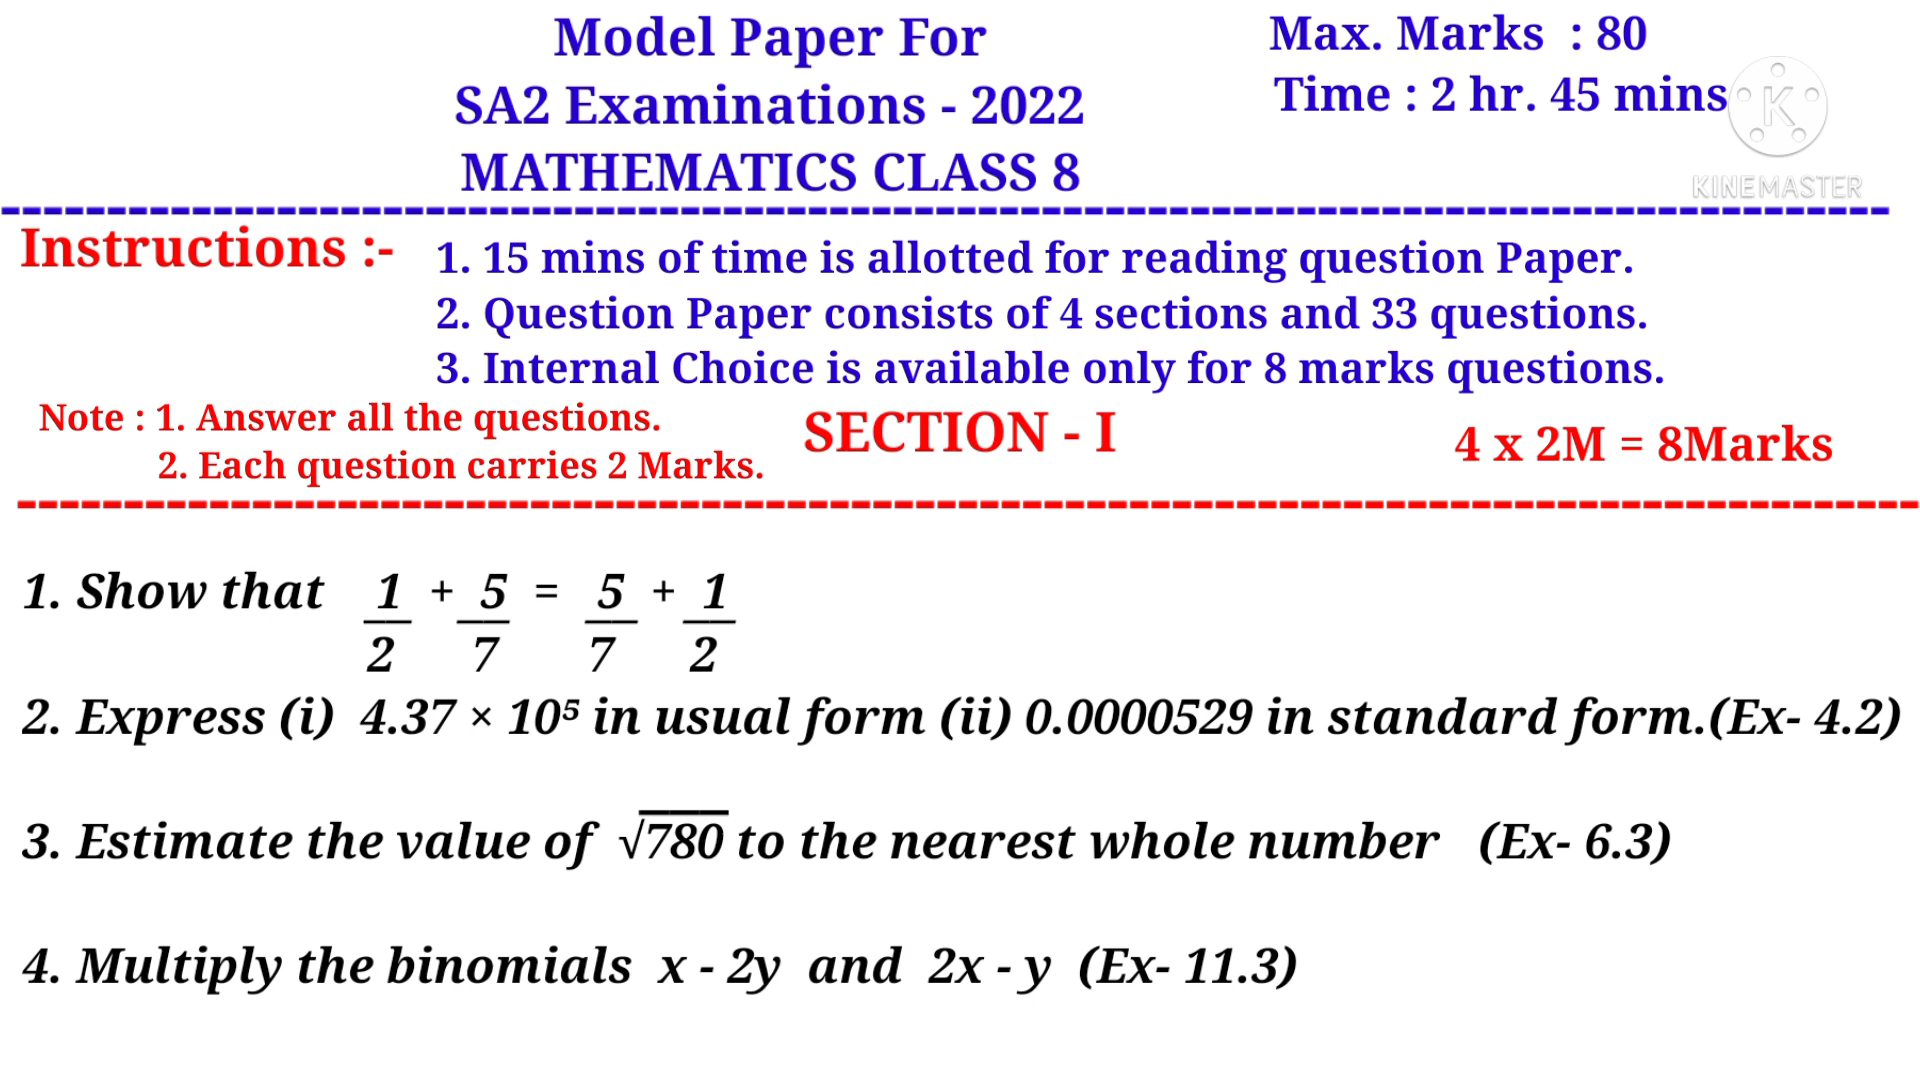 Model Paper For
SA2 Examinations - 2022
MATHEMATICS CLASS 8
Max. Marks : 80
Time : 2 hr. 45 mins
KINEMASTER
Instructions :-
1. 15 mins of time is allotted for reading question Paper.
2. Question Paper consists of 4 sections and 33 questions.
3. Internal Choice is available only for 8 marks questions.
Note : 1. Answer all the questions.
2. Each question carries 2 Marks.
SECTION - I
4 x 2M = 8Marks
1. Show that 1/2 + 5/7 = 5/7 + 1/2
2. Express (i) 4.37 × 10⁵ in usual form (ii) 0.0000529 in standard form.(Ex- 4.2)
3. Estimate the value of √780 to the nearest whole number (Ex- 6.3)
4. Multiply the binomials x - 2y and 2x - y (Ex- 11.3)